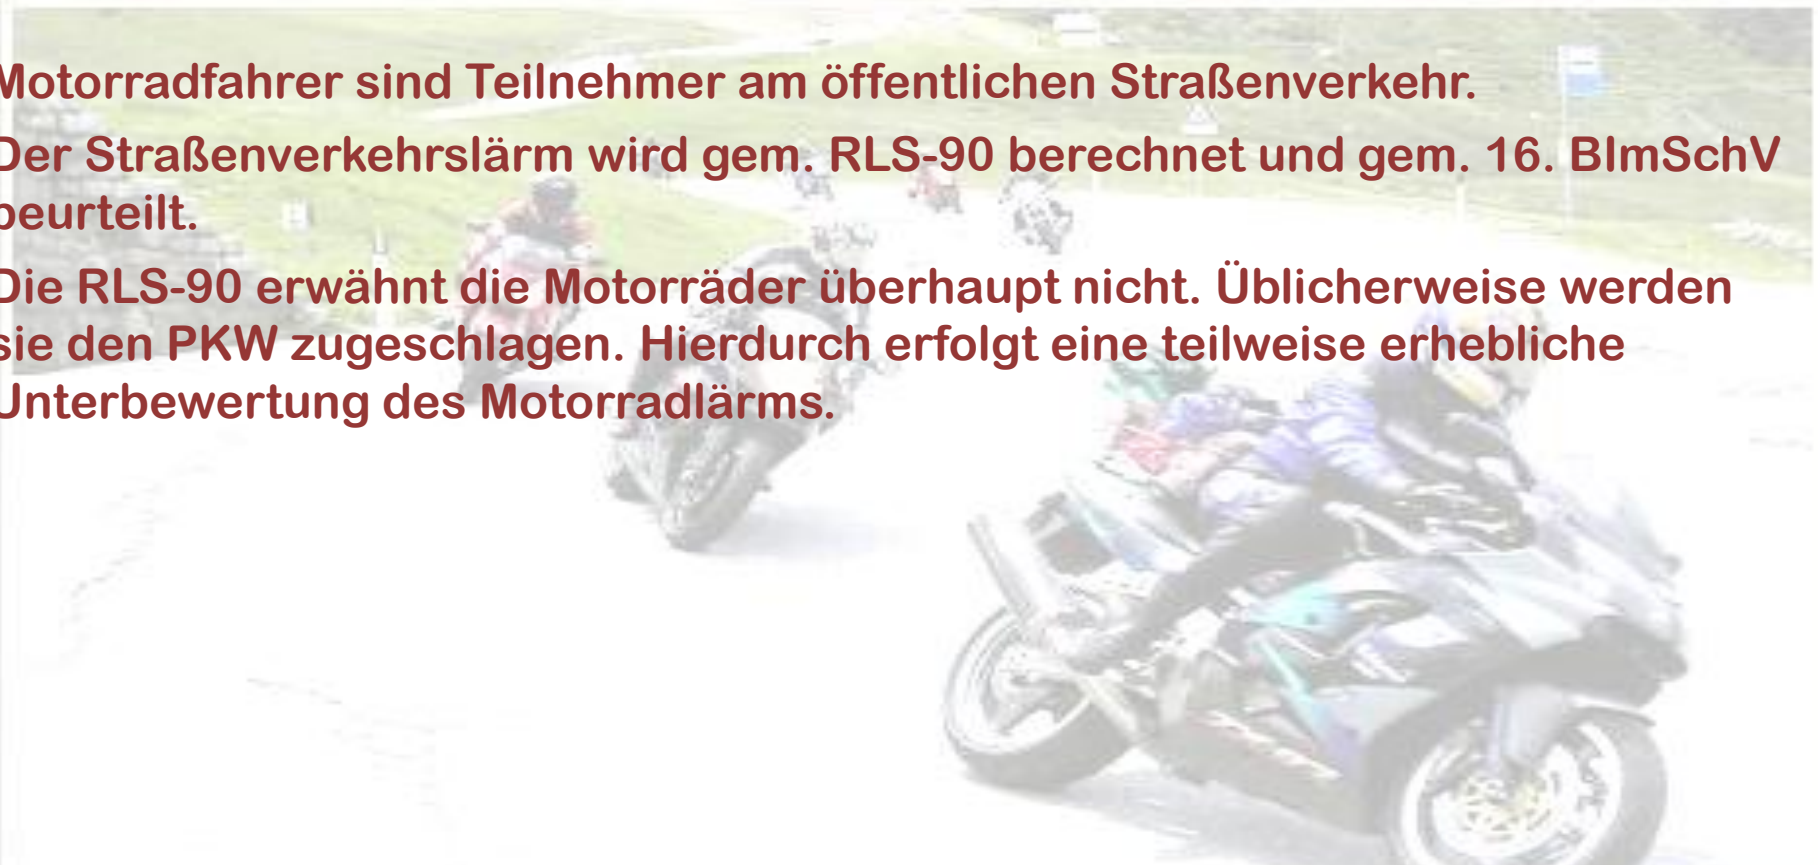 Motorradfahrer sind Teilnehmer am öffentlichen Straßenverkehr.
Der Straßenverkehrslärm wird gem. RLS-90 berechnet und gem. 16. BImSchV
beurteilt.
Die RLS-90 erwähnt die Motorräder überhaupt nicht. Üblicherweise werden
sie den PKW zugeschlagen. Hierdurch erfolgt eine teilweise erhebliche
Unterbewertung des Motorradlärms.